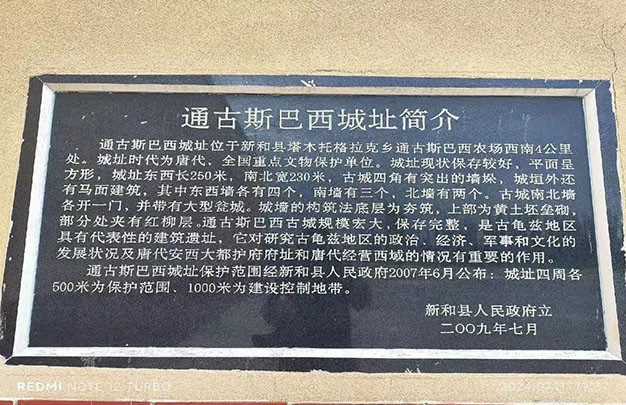 通古斯巴西城址简介
通古斯巴西城址位于新和县塔木托格拉克乡通古斯巴西农场西南4公里
处。城址时代为唐代、全国重点文物保护单位。城址现状保存较好，平面呈
方形，城址东西长250米，南北宽230米，古城四角有突出的墙垛，城垣外还
有马面建筑，其中东西墙各有四个，南墙有三个，北墙有两个。古城南北墙
各开一门，并带有大型瓮城。城墙的构筑法底层为夯筑，上部为黄土坯垒砌，
部分处夹有红柳层。通古斯巴西古城规模宏大，保存完整，是古龟兹地区
具有代表性的建筑遗址，它对研究古龟兹地区的政治、经济、军事和文化的
发展状况及唐代安西大都护府府址和唐代经营西域的情况有重要的作用。
通古斯巴西城址保护范围经新和县人民政府2007年6月公布：城址四周各
500米为保护范围、1000米为建设控制地带。
新和县人民政府立
二〇〇九年七月
REDMI NOTE 12 TURBO
2024.07.11 17:37